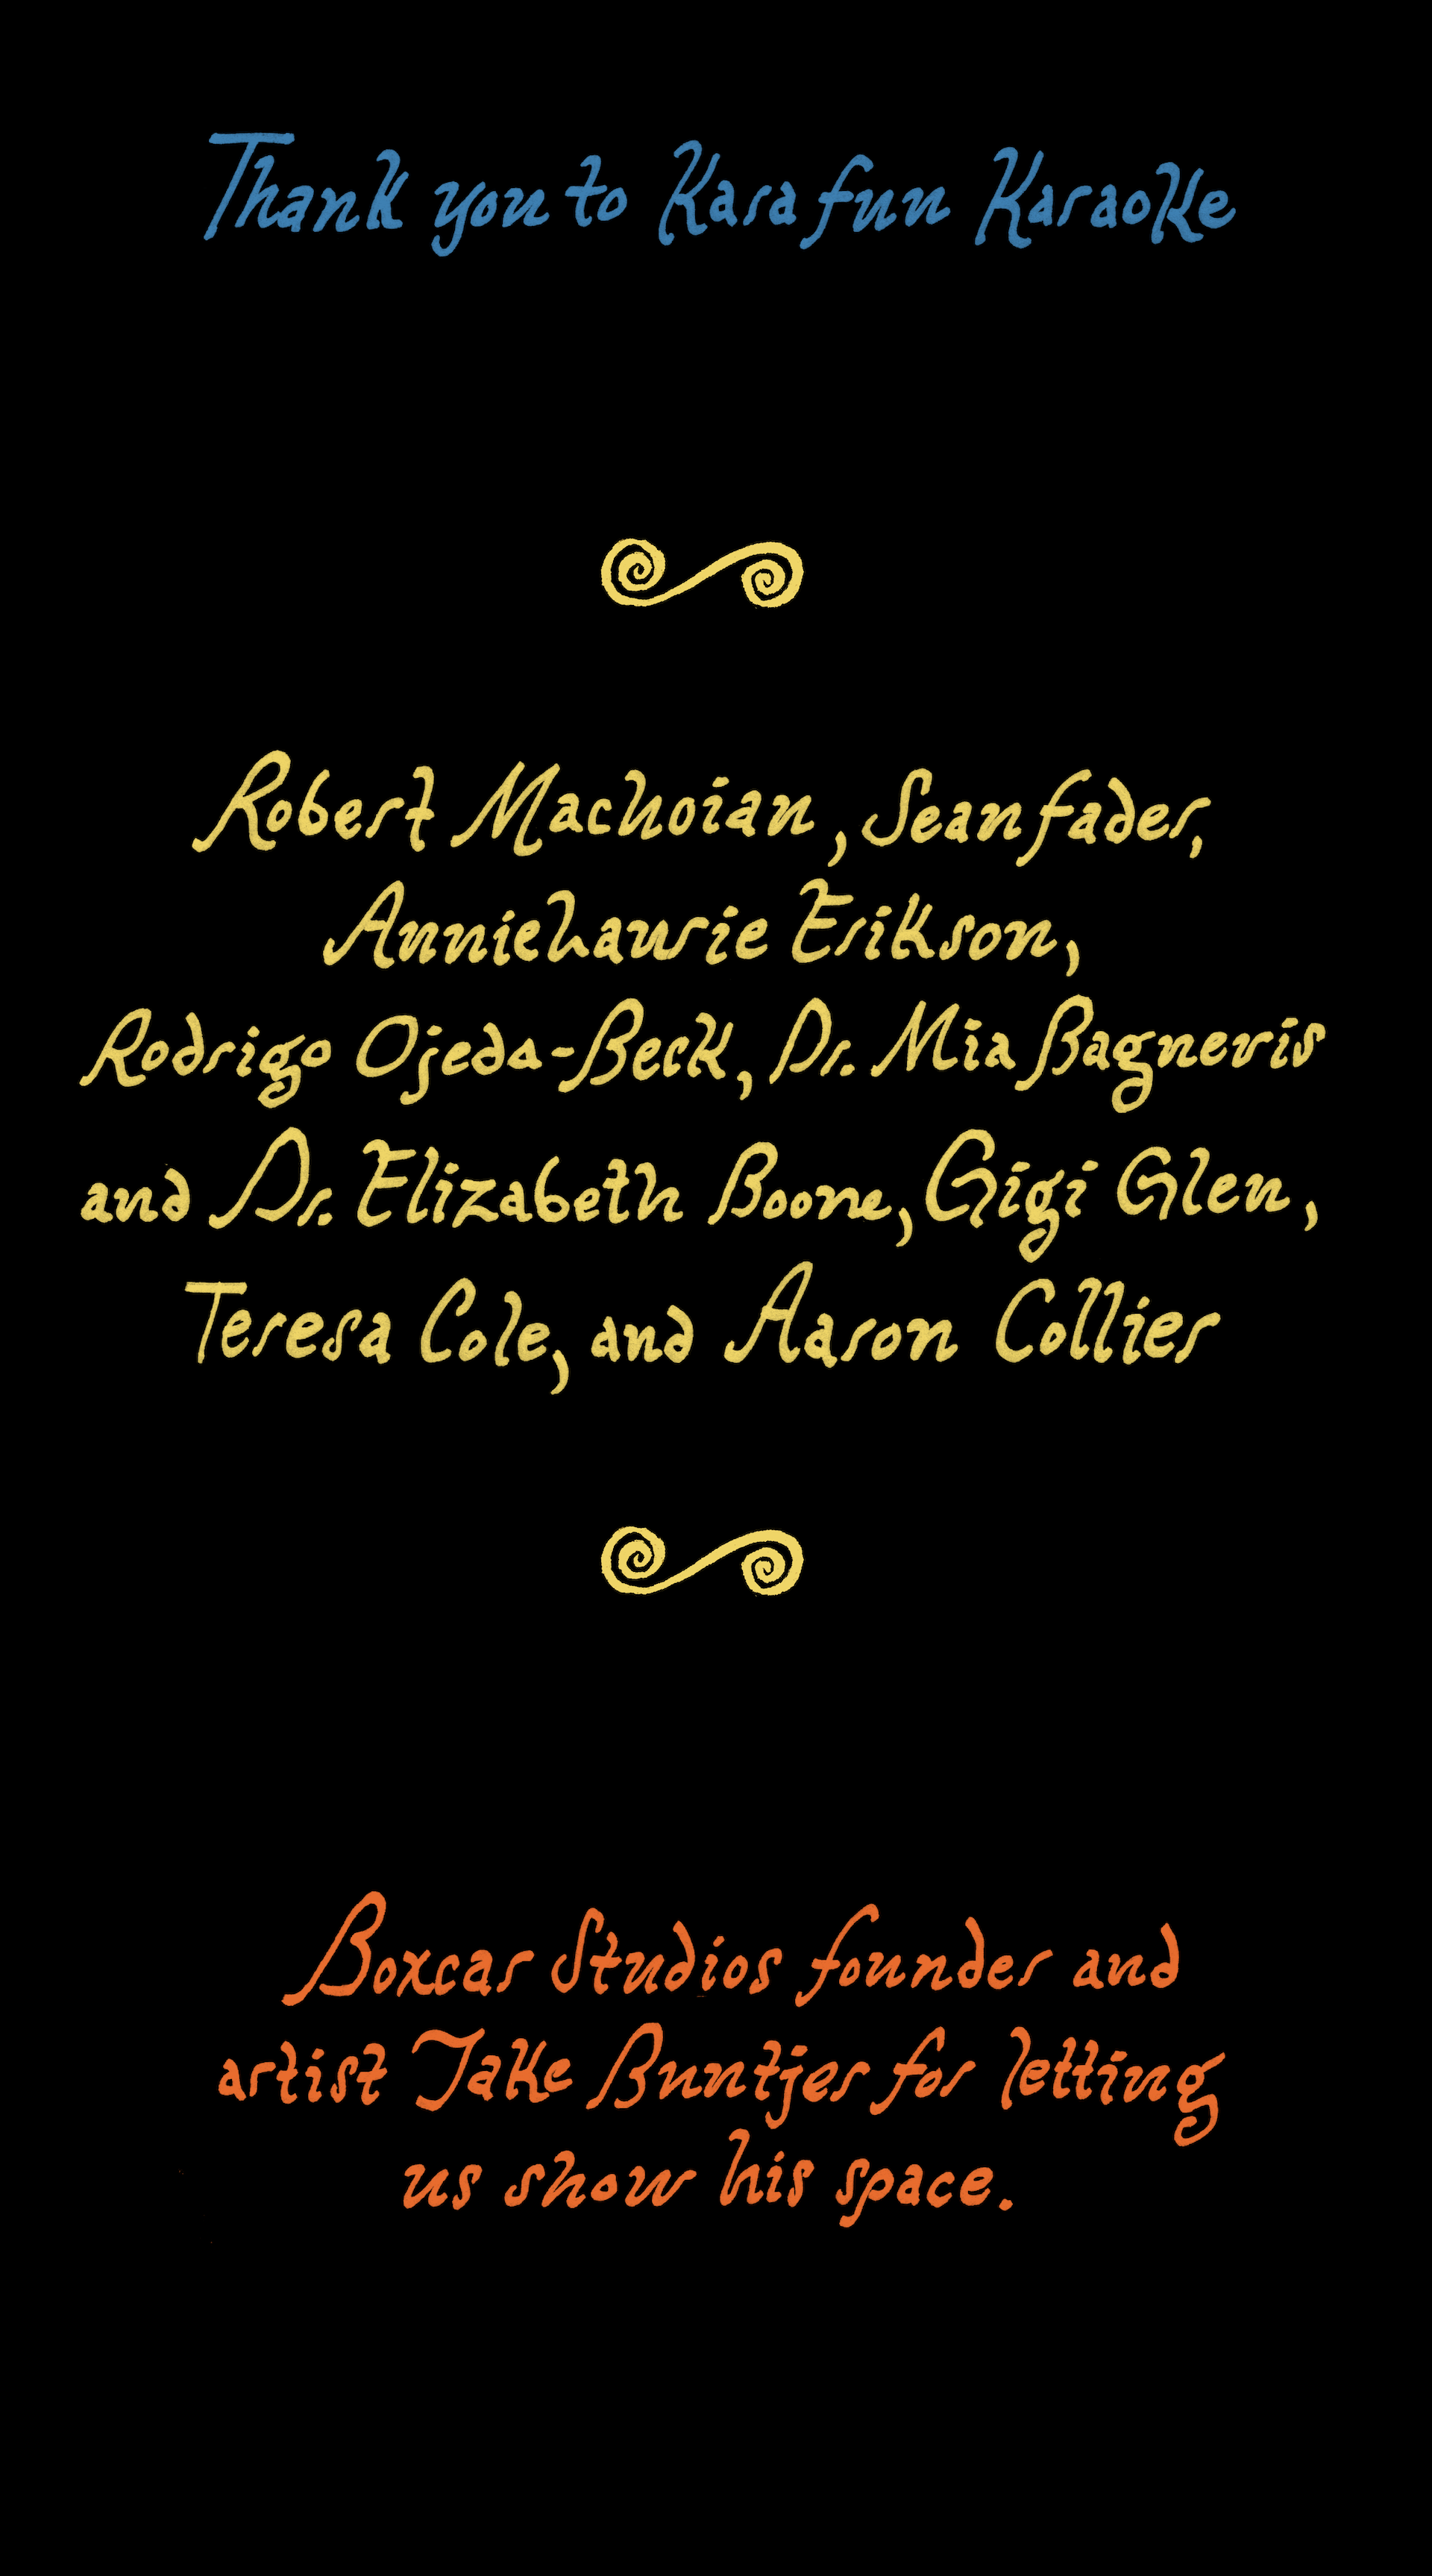 Thank you to Karafun Karaoke
Robert Machoian, Sean Fader,
AnnieLaurie Erikson,
Rodrigo Ojeda-Beck, Dr. Mia Bagneris
and Dr. Elizabeth Boone, Gigi Glen,
Teresa Cole, and Aaron Collier
Boxcar Studios founder and
artist Jake Buntjer for letting
us show his space.